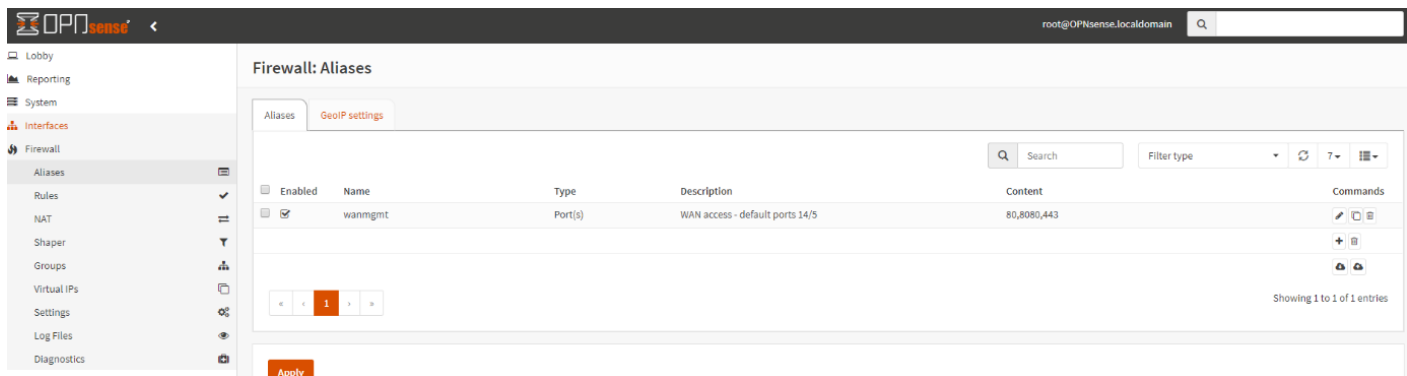 OPNsense
root@OPNsense.localdomain
Lobby
Reporting
System
Interfaces
Firewall
Aliases
Rules
NAT
Shaper
Groups
Virtual IPs
Settings
Log Files
Diagnostics
Firewall: Aliases
Aliases GeoIP settings
Search Filter type 7
Enabled Name Type Description Content Commands
wanmgmt Port(s) WAN access - default ports 14/5 80,8080,443
« ‹ 1 › »
Showing 1 to 1 of 1 entries
Apply